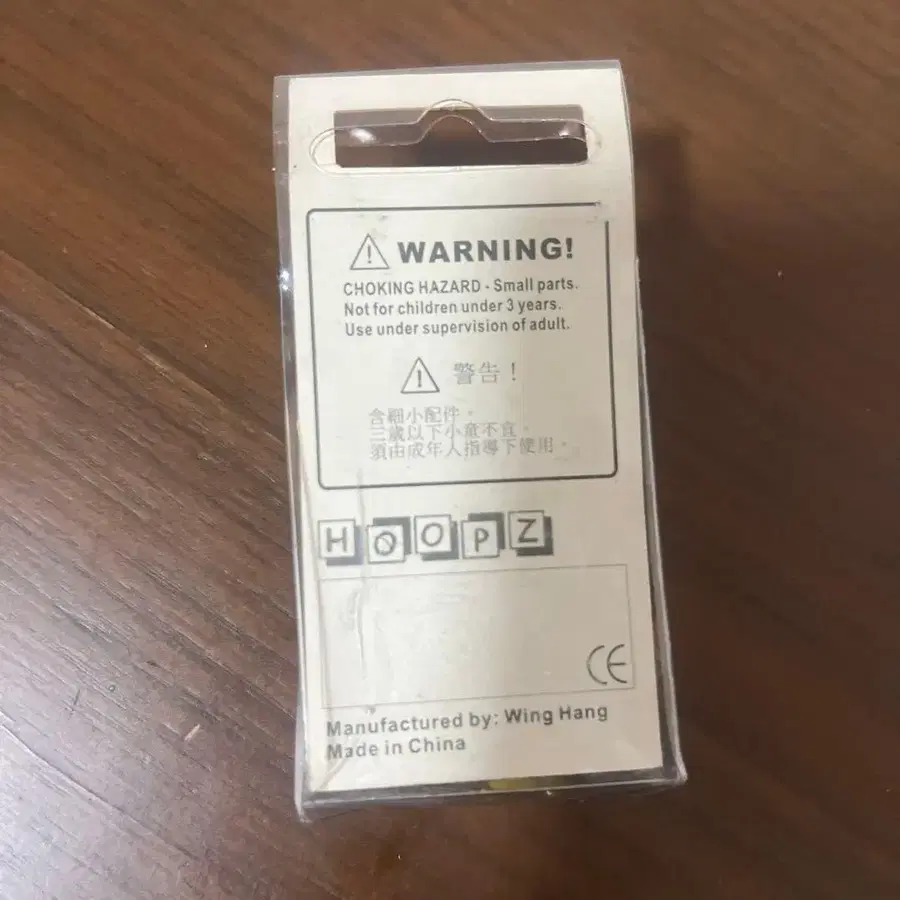 WARNING!
CHOKING HAZARD - Small parts.
Not for children under 3 years.
Use under supervision of adult.
警告！
含細小配件。
三歲以下小童不宜。
須由成年人指導下使用。
HOOPZ
CE
Manufactured by: Wing Hang
Made in China